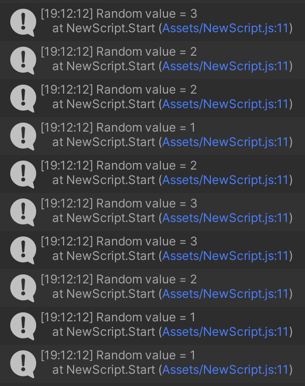 [19:12:12] Random value = 3
at NewScript.Start (Assets/NewScript.js:11)
[19:12:12] Random value = 2
at NewScript.Start (Assets/NewScript.js:11)
[19:12:12] Random value = 2
at NewScript.Start (Assets/NewScript.js:11)
[19:12:12] Random value = 1
at NewScript.Start (Assets/NewScript.js:11)
[19:12:12] Random value = 2
at NewScript.Start (Assets/NewScript.js:11)
[19:12:12] Random value = 3
at NewScript.Start (Assets/NewScript.js:11)
[19:12:12] Random value = 3
at NewScript.Start (Assets/NewScript.js:11)
[19:12:12] Random value = 2
at NewScript.Start (Assets/NewScript.js:11)
[19:12:12] Random value = 1
at NewScript.Start (Assets/NewScript.js:11)
[19:12:12] Random value = 1
at NewScript.Start (Assets/NewScript.js:11)